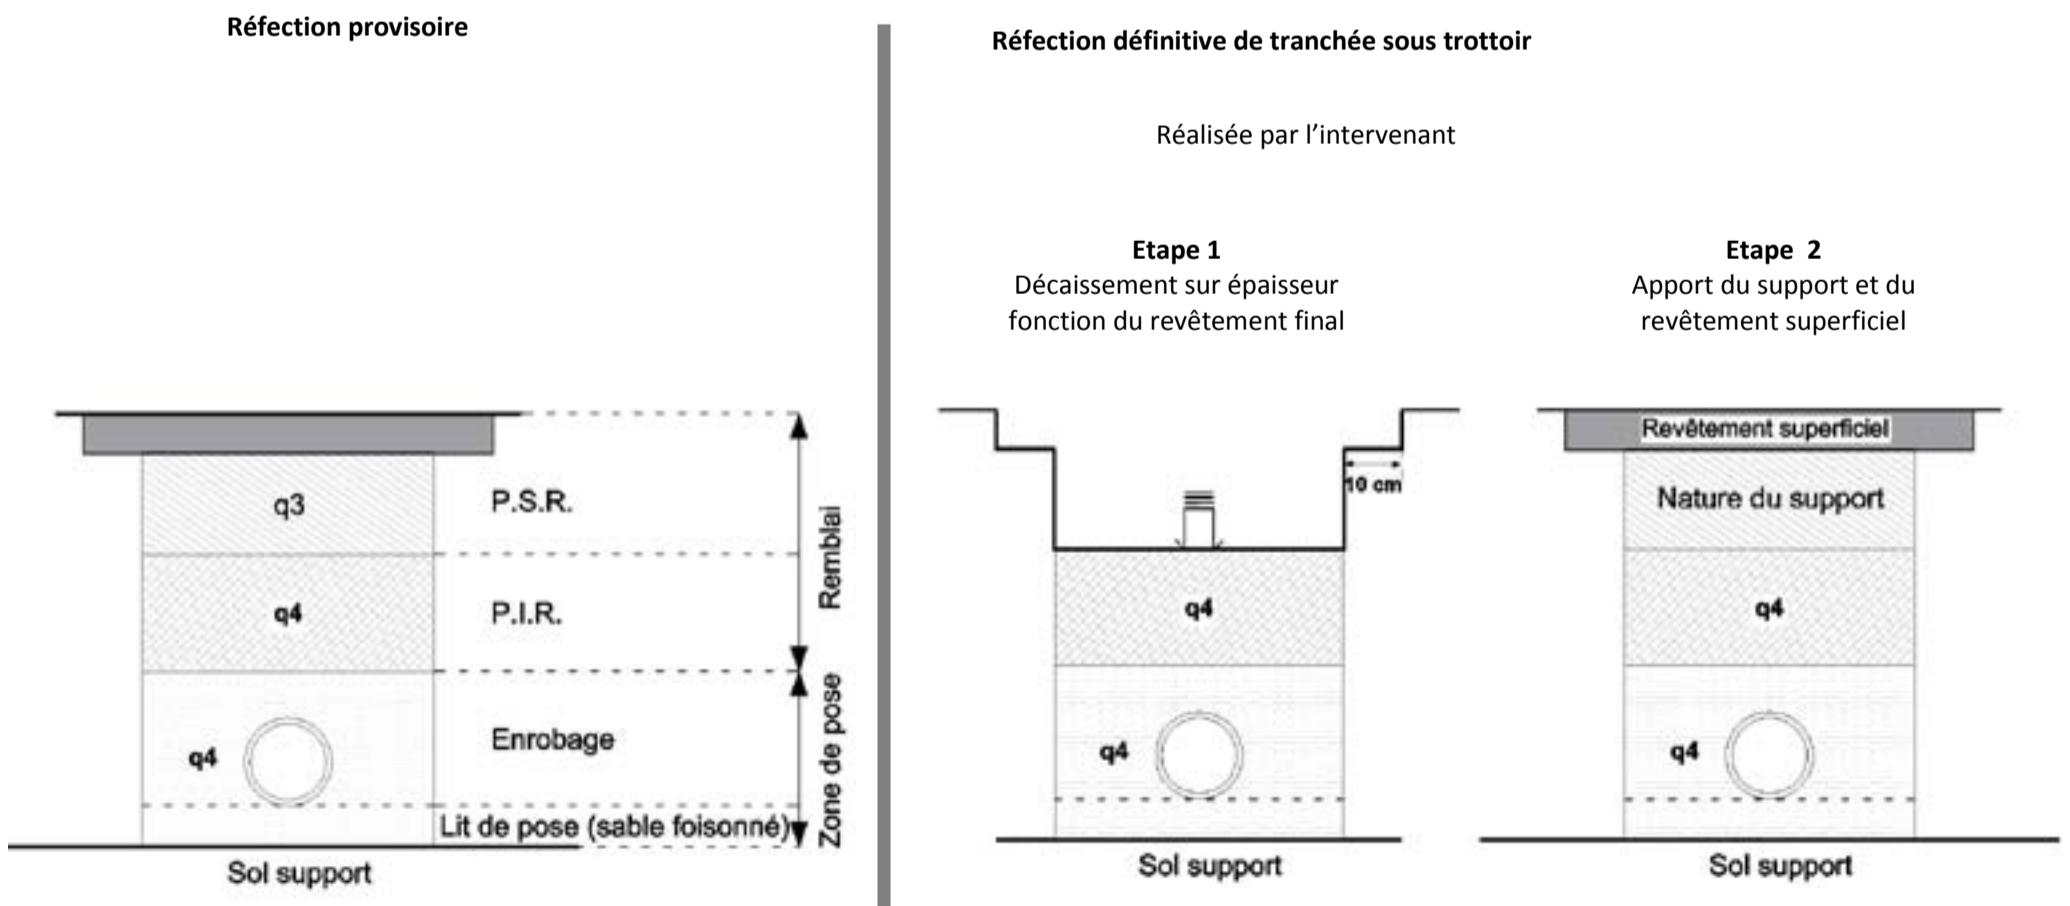 Réfection provisoire
q3
P.S.R.
q4
P.I.R.
Remblai
q4
Enrobage
Zone de pose
Lit de pose (sable foisonné)
Sol support
Réfection définitive de tranchée sous trottoir
Réalisée par l’intervenant
Etape 1
Décaissement sur épaisseur
fonction du revêtement final
10 cm
q4
q4
Sol support
Etape  2
Apport du support et du
revêtement superficiel
Revêtement superficiel
Nature du support
q4
q4
Sol support